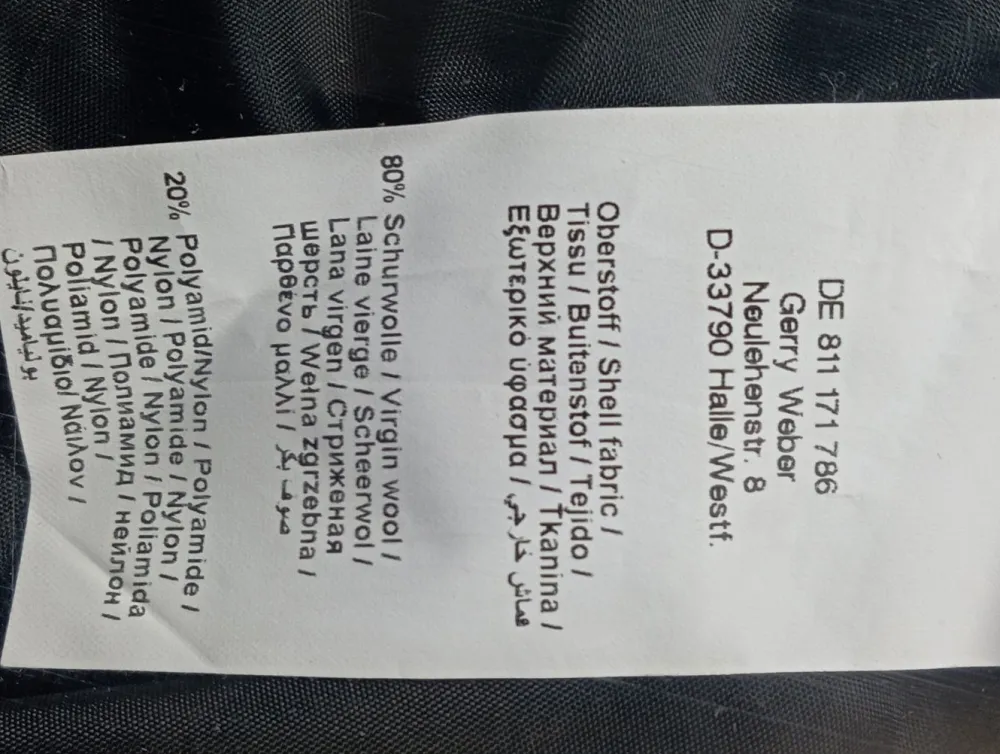 DE 811 171 786
Gerry Weber
Neulehenstr. 8
D-33790 Halle/Westf.
Oberstoff / Shell fabric /
Tissu / Buitenstof / Tejido /
Верхний материал / Tkanina /
Εξωτερικό ύφασμα / قماش خارجي
80% Schurwolle / Virgin wool /
Laine vierge / Scheerwol /
Lana virgen / Стриженая
шерсть / Wełna zgrzebna /
Παρθένο μαλλί / صوف بكر
20% Polyamid/Nylon / Polyamide /
Nylon / Polyamide / Nylon /
Polyamide / Nylon / Poliamida
/ Nylon / Полиамид / нейлон /
Poliamid / Nylon /
Πολυαμίδιο/ Νάιλον /
بولياميد/نايلون